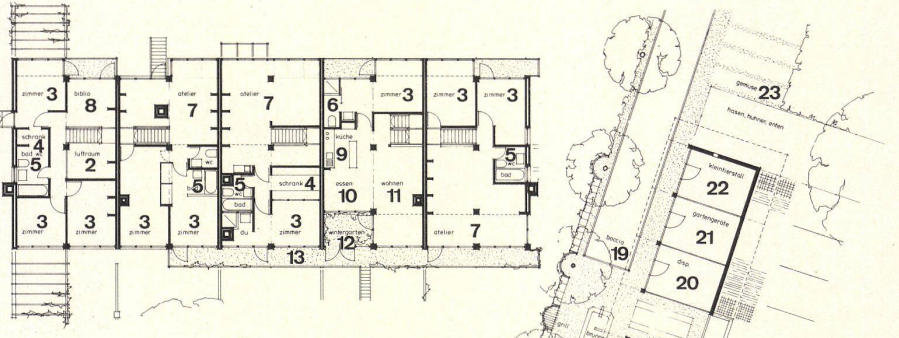 zimmer 3
biblio 8
schrank 4
bad wc 5
luftraum 2
3 zimmer
3 zimmer
atelier 7
wc
5
3 zimmer
3 zimmer
atelier 7
5 wc
bad
schrank 4
du
3 zimmer
6
zimmer 3
küche 9
essen 10
wohnen 11
wintergarten 12
13
zimmer 3
zimmer 3
5
bad
atelier 7
gemüse 23
hasen, huhner, enten
kleintierstall 22
gartengeräte 21
disp. 20
boccia 19
grill